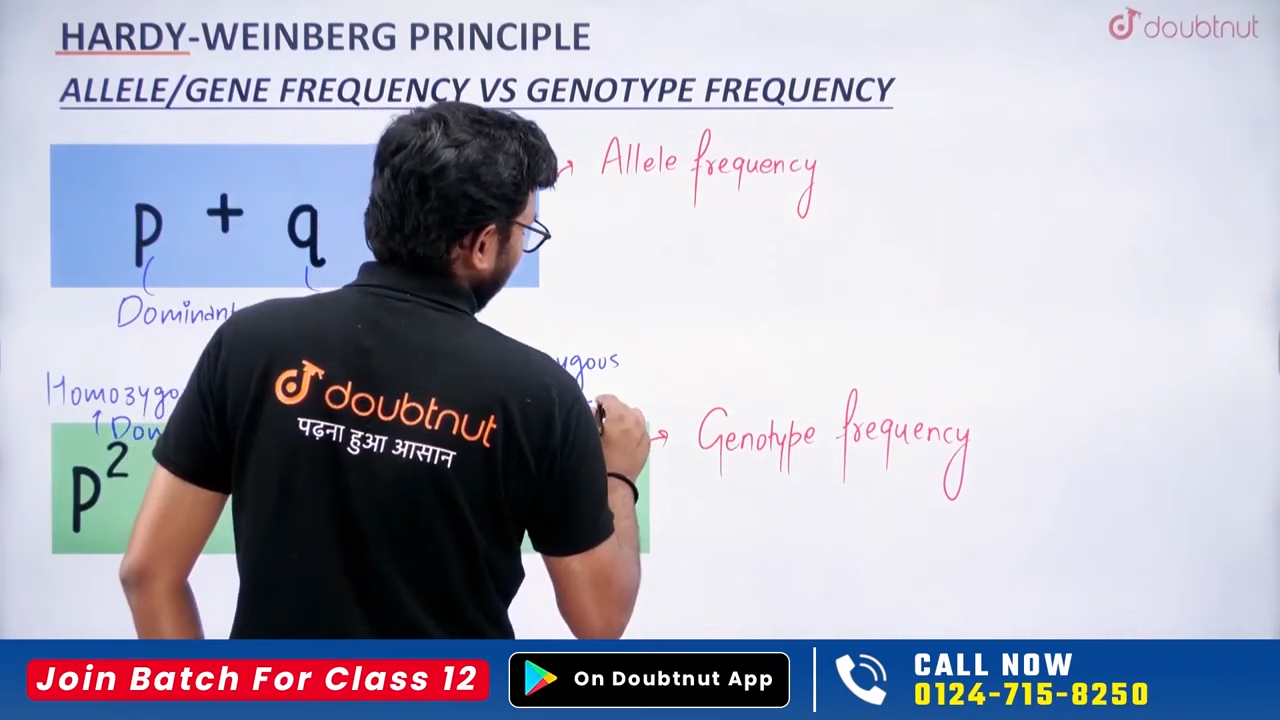 HARDY-WEINBERG PRINCIPLE
doubtnut
ALLELE/GENE FREQUENCY VS GENOTYPE FREQUENCY
p + q
Allele frequency
Dominant
Homozygo
Dom
ygous
p²
Genotype frequency
doubtnut
पढ़ना हुआ आसान
Join Batch For Class 12
On Doubtnut App
CALL NOW
0124-715-8250